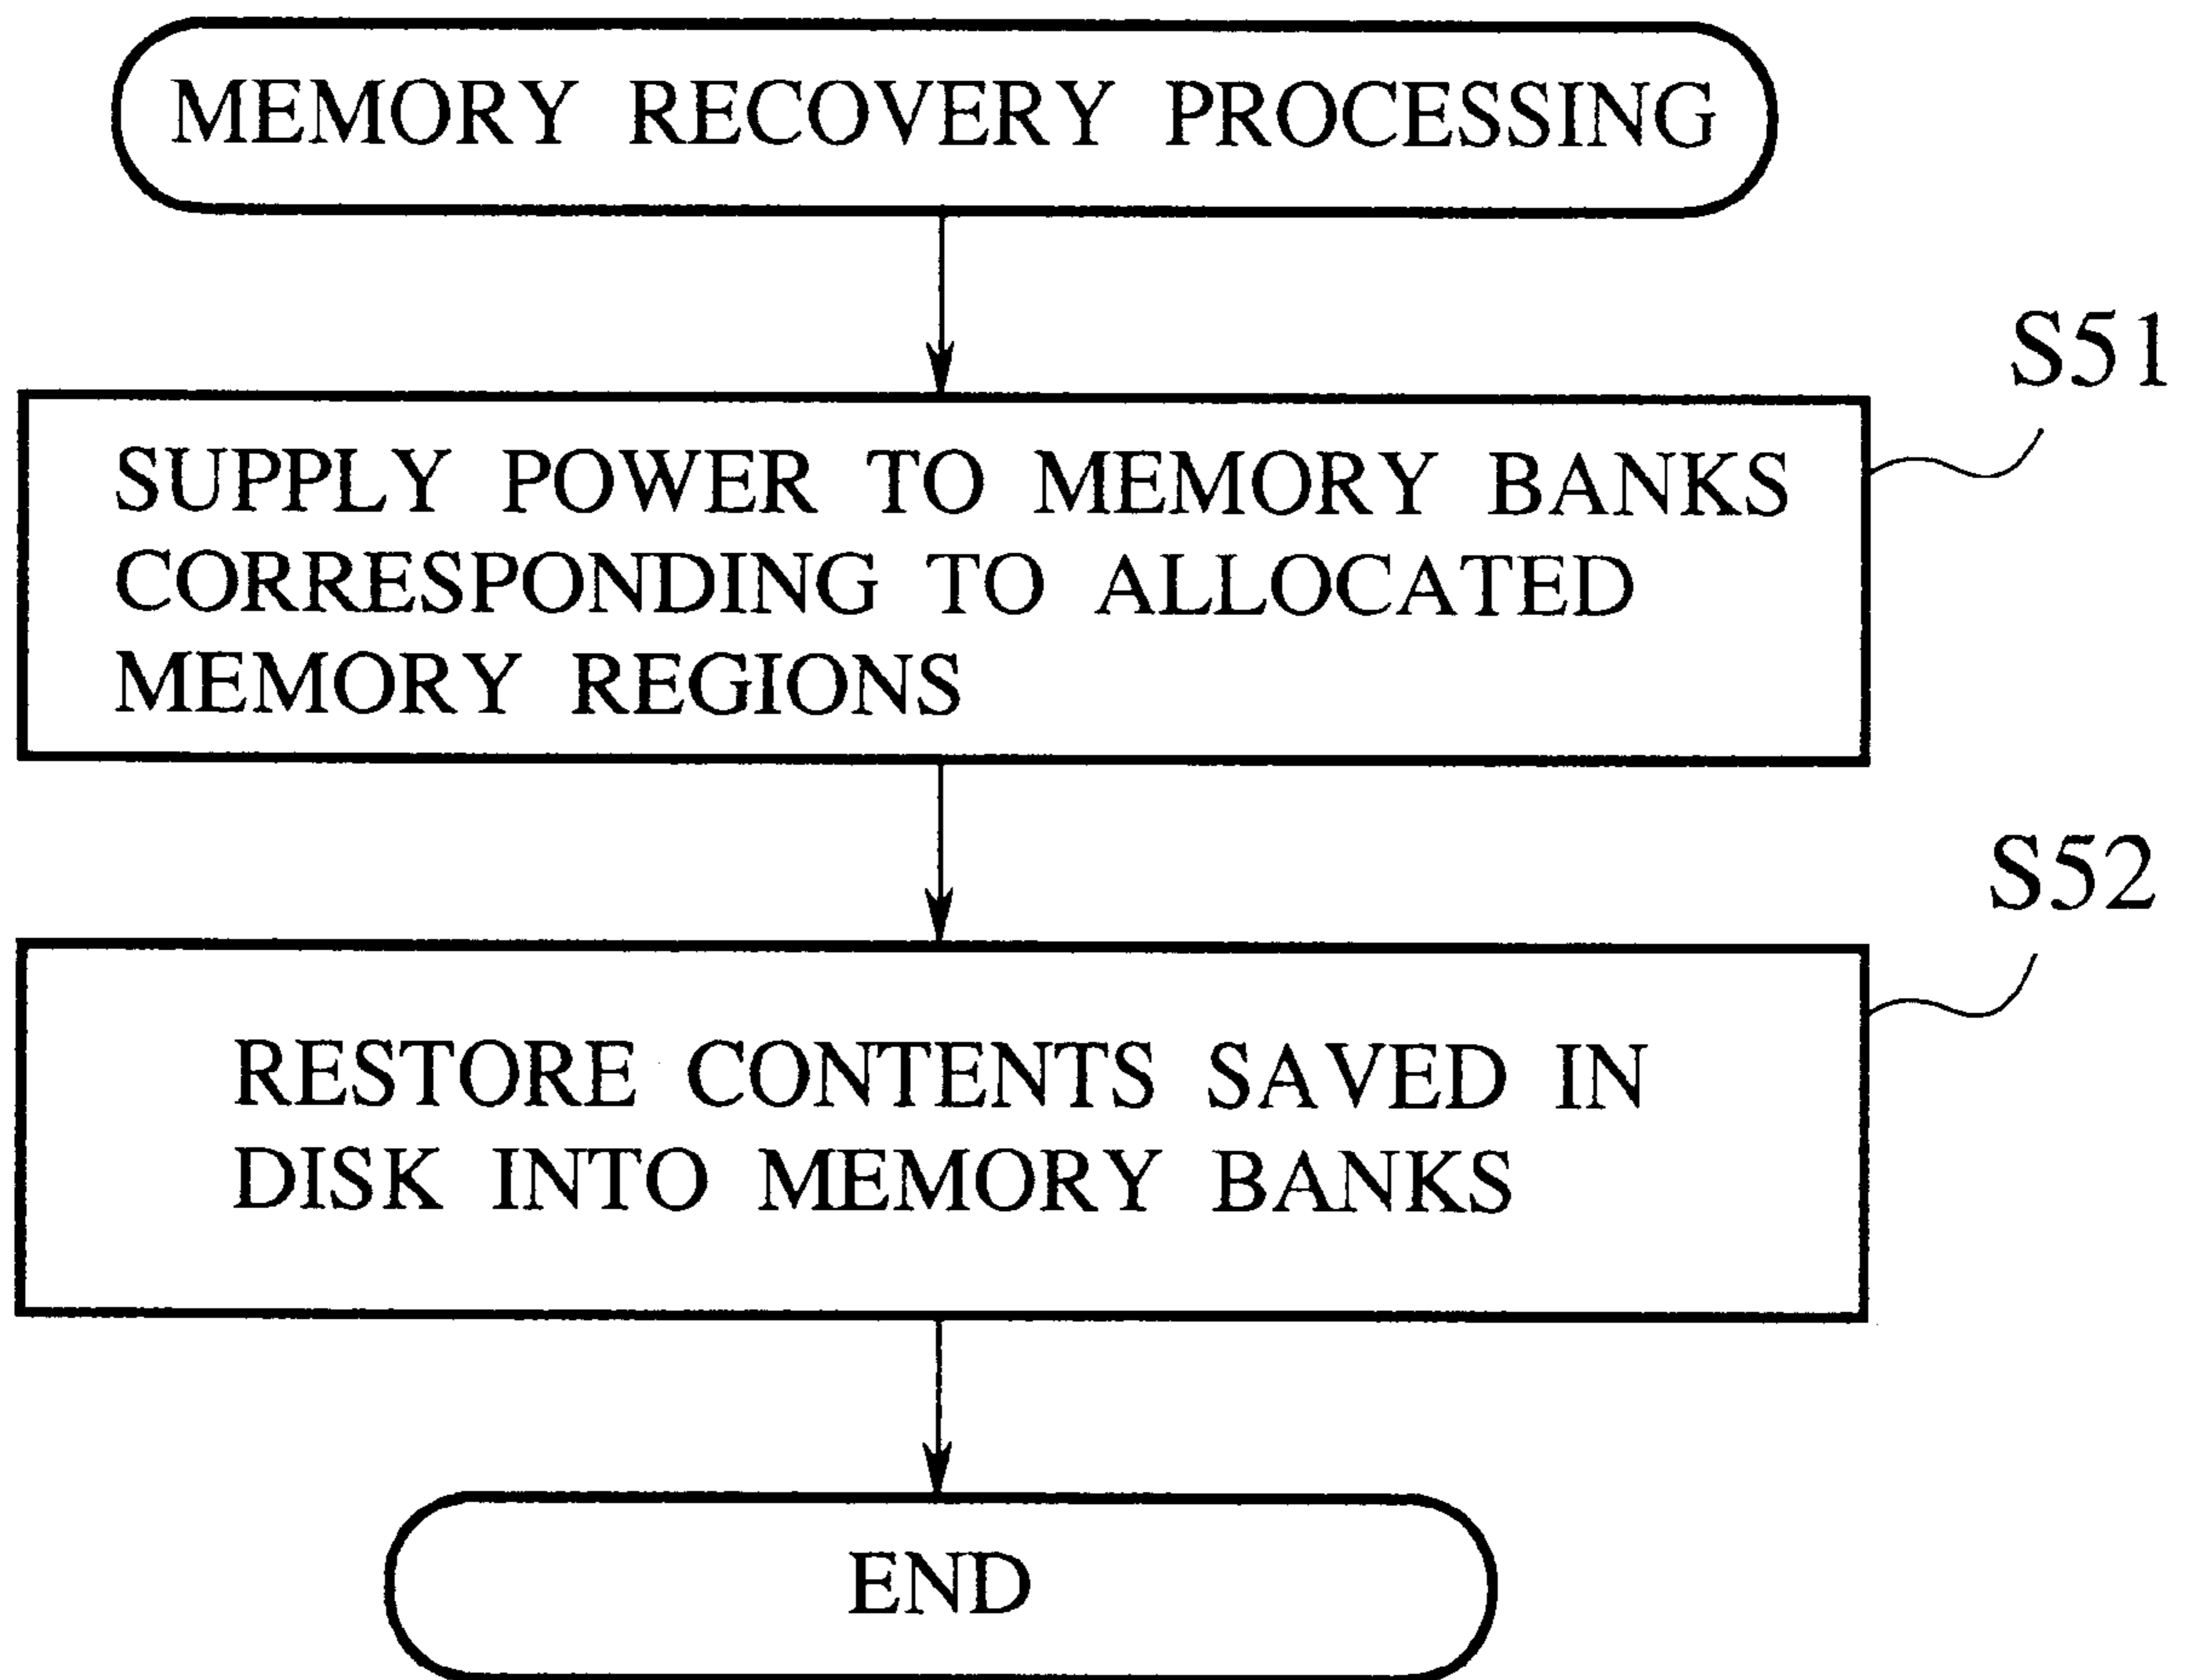 MEMORY RECOVERY PROCESSING
S51
SUPPLY POWER TO MEMORY BANKS
CORRESPONDING TO ALLOCATED
MEMORY REGIONS
S52
RESTORE CONTENTS SAVED IN
DISK INTO MEMORY BANKS
END